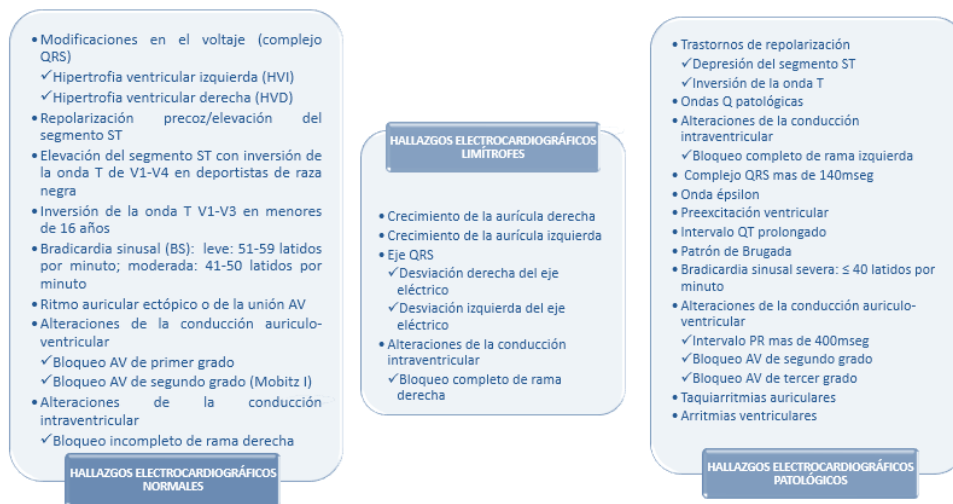 • Modificaciones en el voltaje (complejo
QRS)
✓Hipertrofia ventricular izquierda (HVI)
✓Hipertrofia ventricular derecha (HVD)
• Repolarización precoz/elevación del
segmento ST
• Elevación del segmento ST con inversión de
la onda T de V1-V4 en deportistas de raza
negra
• Inversión de la onda T V1-V3 en menores
de 16 años
• Bradicardia sinusal (BS): leve: 51-59 latidos
por minuto; moderada: 41-50 latidos por
minuto
• Ritmo auricular ectópico o de la unión AV
• Alteraciones de la conducción auriculo-
ventricular
✓Bloqueo AV de primer grado
✓Bloqueo AV de segundo grado (Mobitz I)
• Alteraciones de la conducción
intraventricular
✓Bloqueo incompleto de rama derecha
HALLAZGOS ELECTROCARDIOGRÁFICOS
NORMALES
HALLAZGOS ELECTROCARDIOGRÁFICOS
LIMÍTROFES
• Crecimiento de la aurícula derecha
• Crecimiento de la aurícula izquierda
• Eje QRS
✓Desviación derecha del eje
eléctrico
✓Desviación izquierda del eje
eléctrico
• Alteraciones de la conducción
intraventricular
✓Bloqueo completo de rama
derecha
• Trastornos de repolarización
✓Depresión del segmento ST
✓Inversión de la onda T
• Ondas Q patológicas
• Alteraciones de la conducción
intraventricular
✓Bloqueo completo de rama izquierda
• Complejo QRS mas de 140mseg
• Onda épsilon
• Preexcitación ventricular
• Intervalo QT prolongado
• Patrón de Brugada
• Bradicardia sinusal severa: ≤ 40 latidos por
minuto
• Alteraciones de la conducción auriculo-
ventricular
✓Intervalo PR mas de 400mseg
✓Bloqueo AV de segundo grado
✓Bloqueo AV de tercer grado
• Taquiarritmias auriculares
• Arritmias ventriculares
HALLAZGOS ELECTROCARDIOGRÁFICOS
PATOLÓGICOS